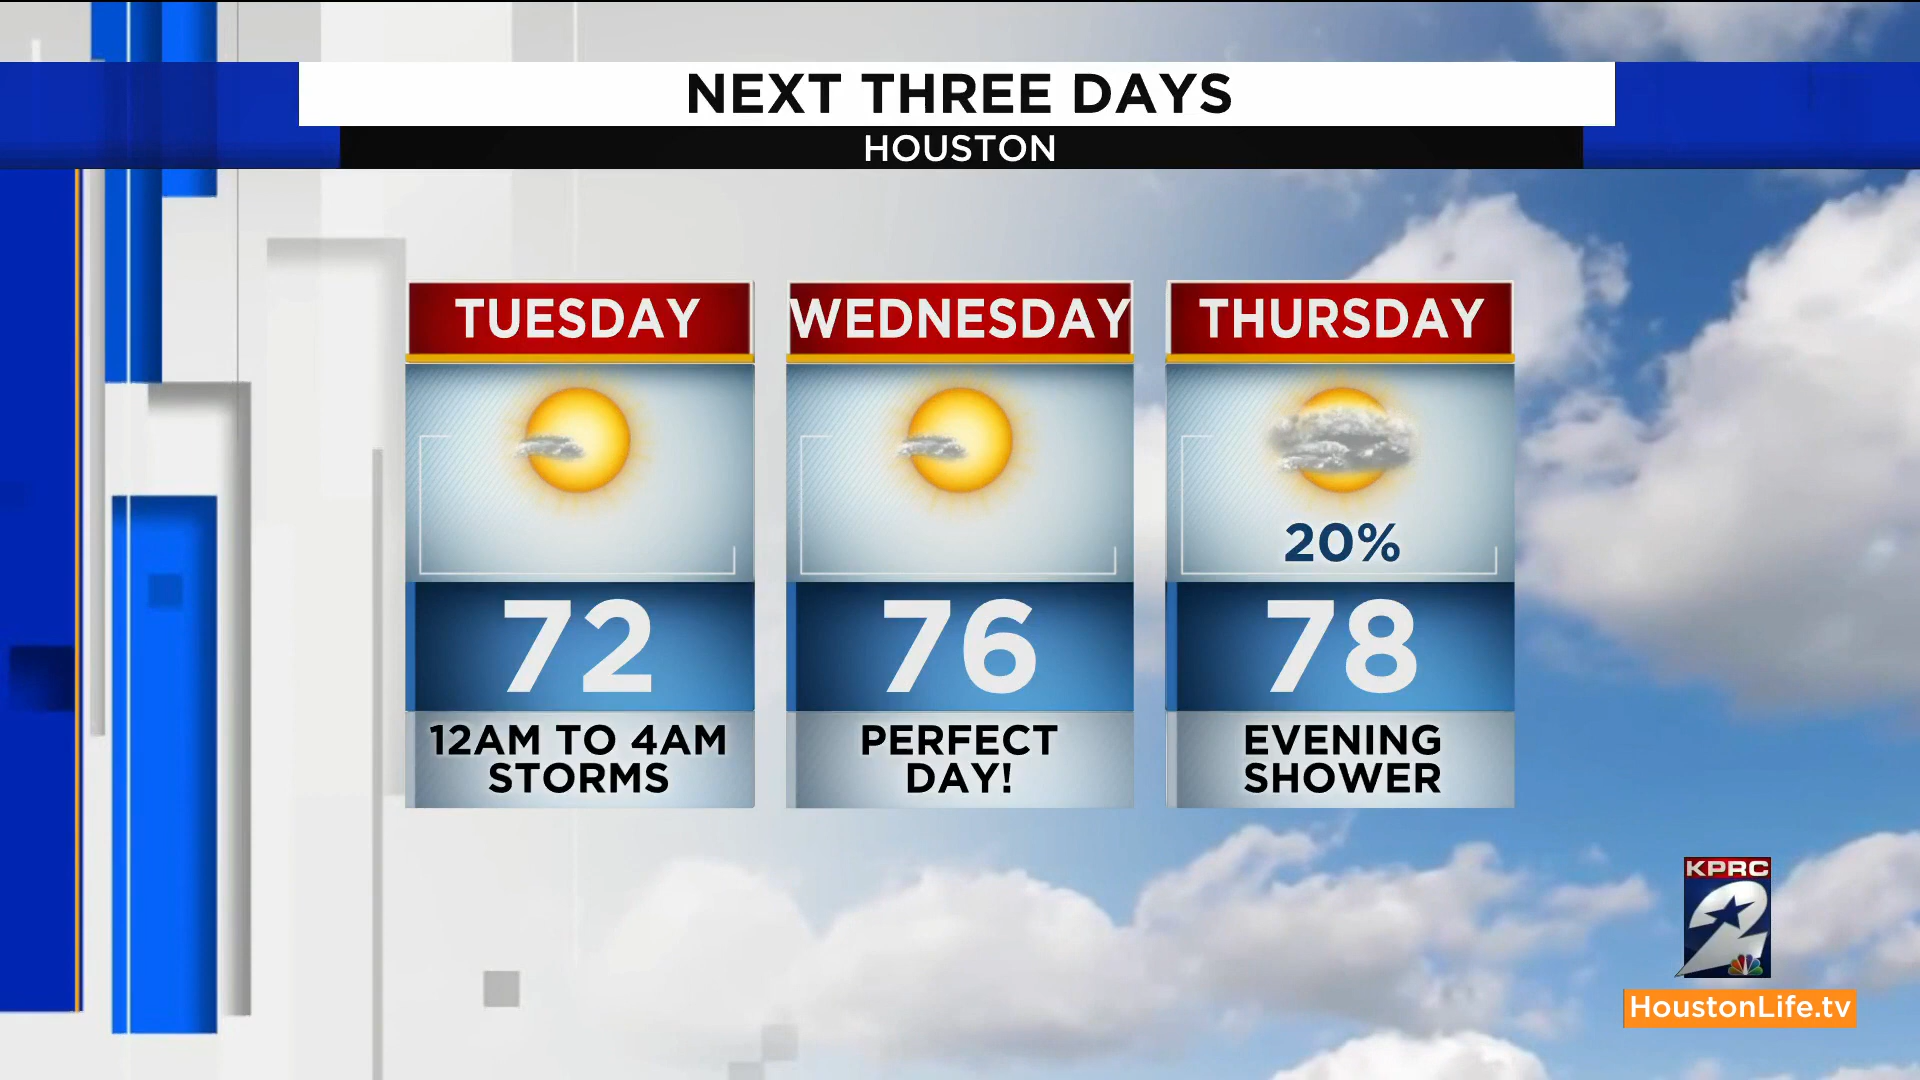 NEXT THREE DAYS
HOUSTON
TUESDAY
72
12AM TO 4AM
STORMS
WEDNESDAY
76
PERFECT
DAY!
THURSDAY
20%
78
EVENING
SHOWER
KPRC
2
HoustonLife.tv